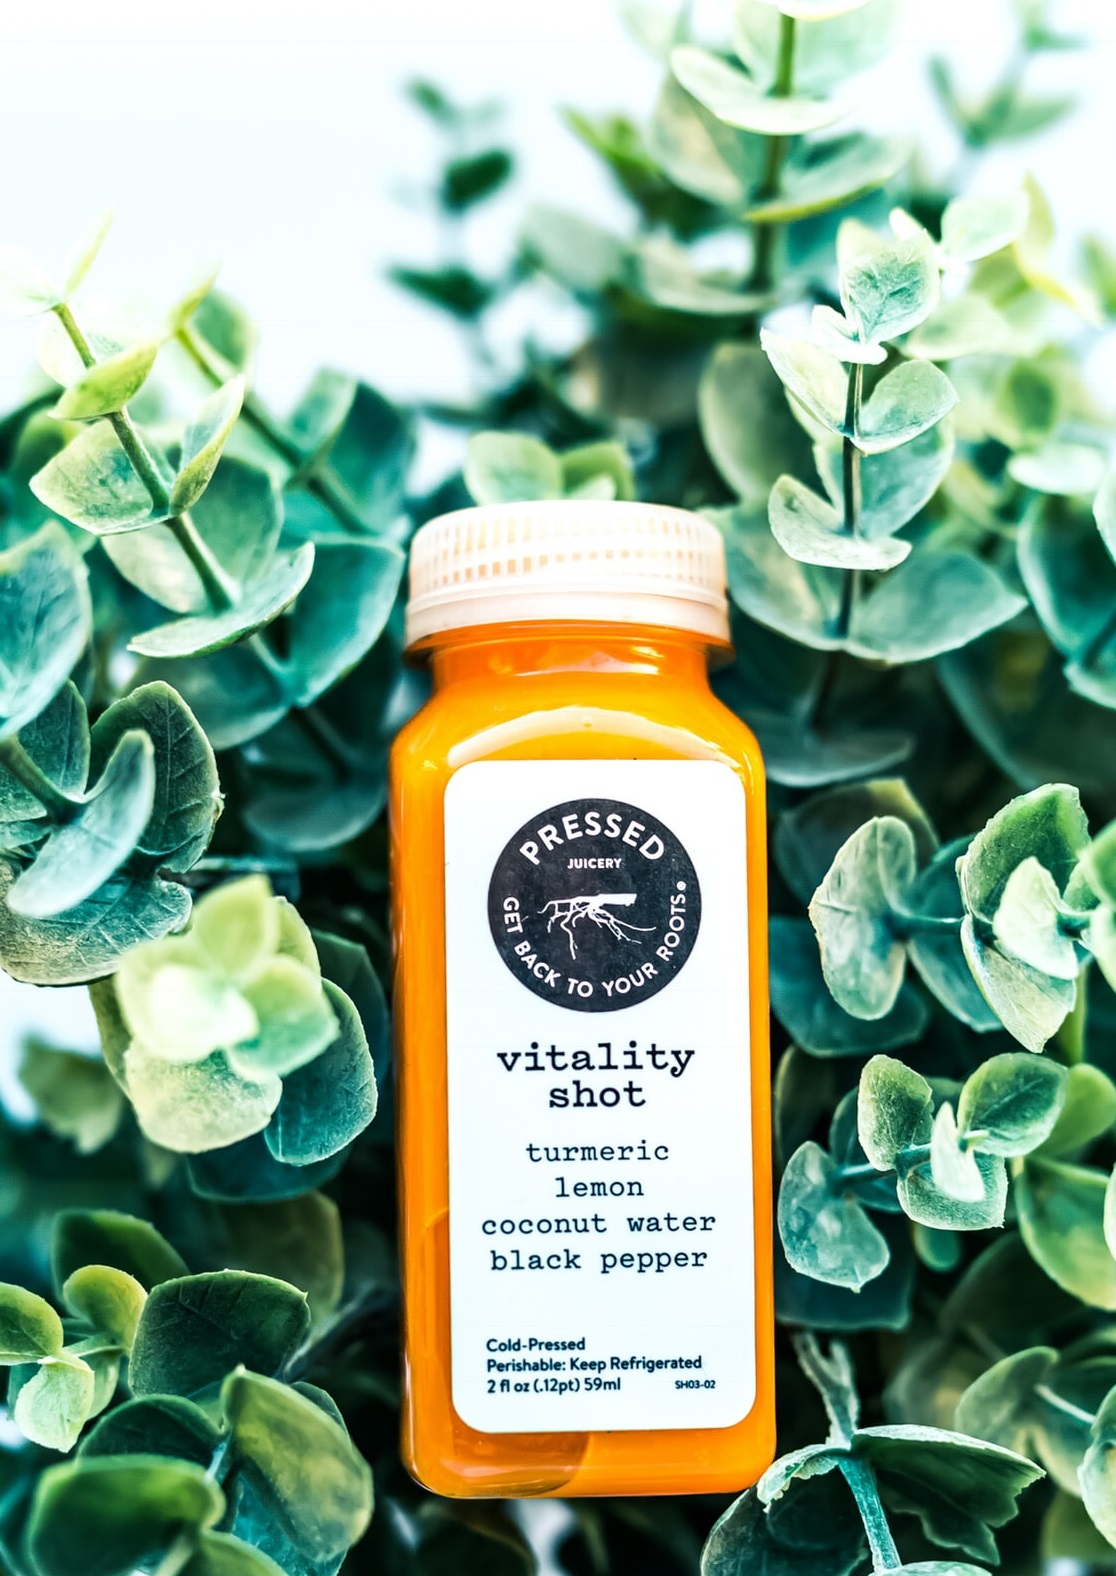 PRESSED
JUICERY
GET BACK TO YOUR ROOTS.
vitality
shot
turmeric
lemon
coconut water
black pepper
Cold-Pressed
Perishable: Keep Refrigerated
2 fl oz (.12pt) 59ml SH03-02